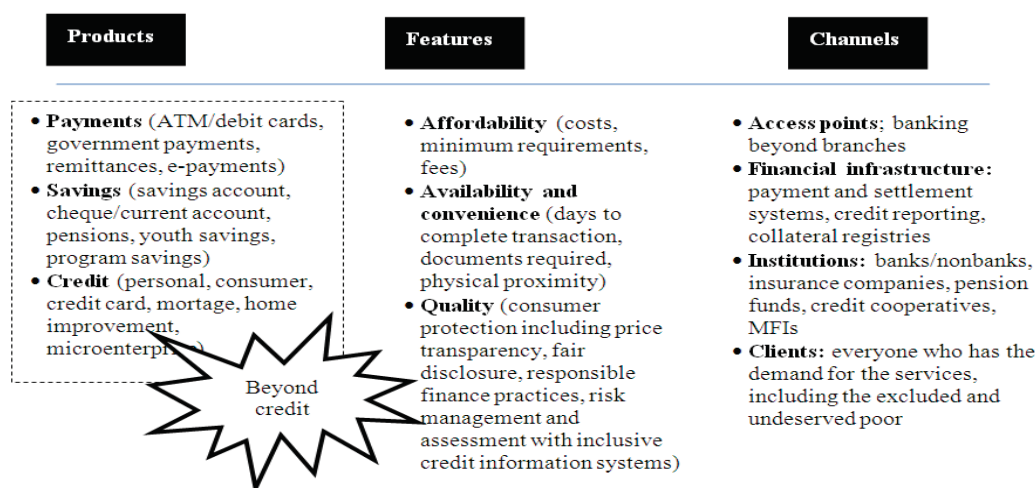 Products
Features
Channels
• Payments (ATM/debit cards,
government payments,
remittances, e-payments)
• Savings (savings account,
cheque/current account,
pensions, youth savings,
program savings)
• Credit (personal, consumer,
credit card, mortage, home
improvement,
microenterprise)
Beyond
credit
• Affordability (costs,
minimum requirements,
fees)
• Availability and
convenience (days to
complete transaction,
documents required,
physical proximity)
• Quality (consumer
protection including price
transparency, fair
disclosure, responsible
finance practices, risk
management and
assessment with inclusive
credit information systems)
• Access points; banking
beyond branches
• Financial infrastructure:
payment and settlement
systems, credit reporting,
collateral registries
• Institutions: banks/nonbanks,
insurance companies, pension
funds, credit cooperatives,
MFIs
• Clients: everyone who has the
demand for the services,
including the excluded and
undeserved poor